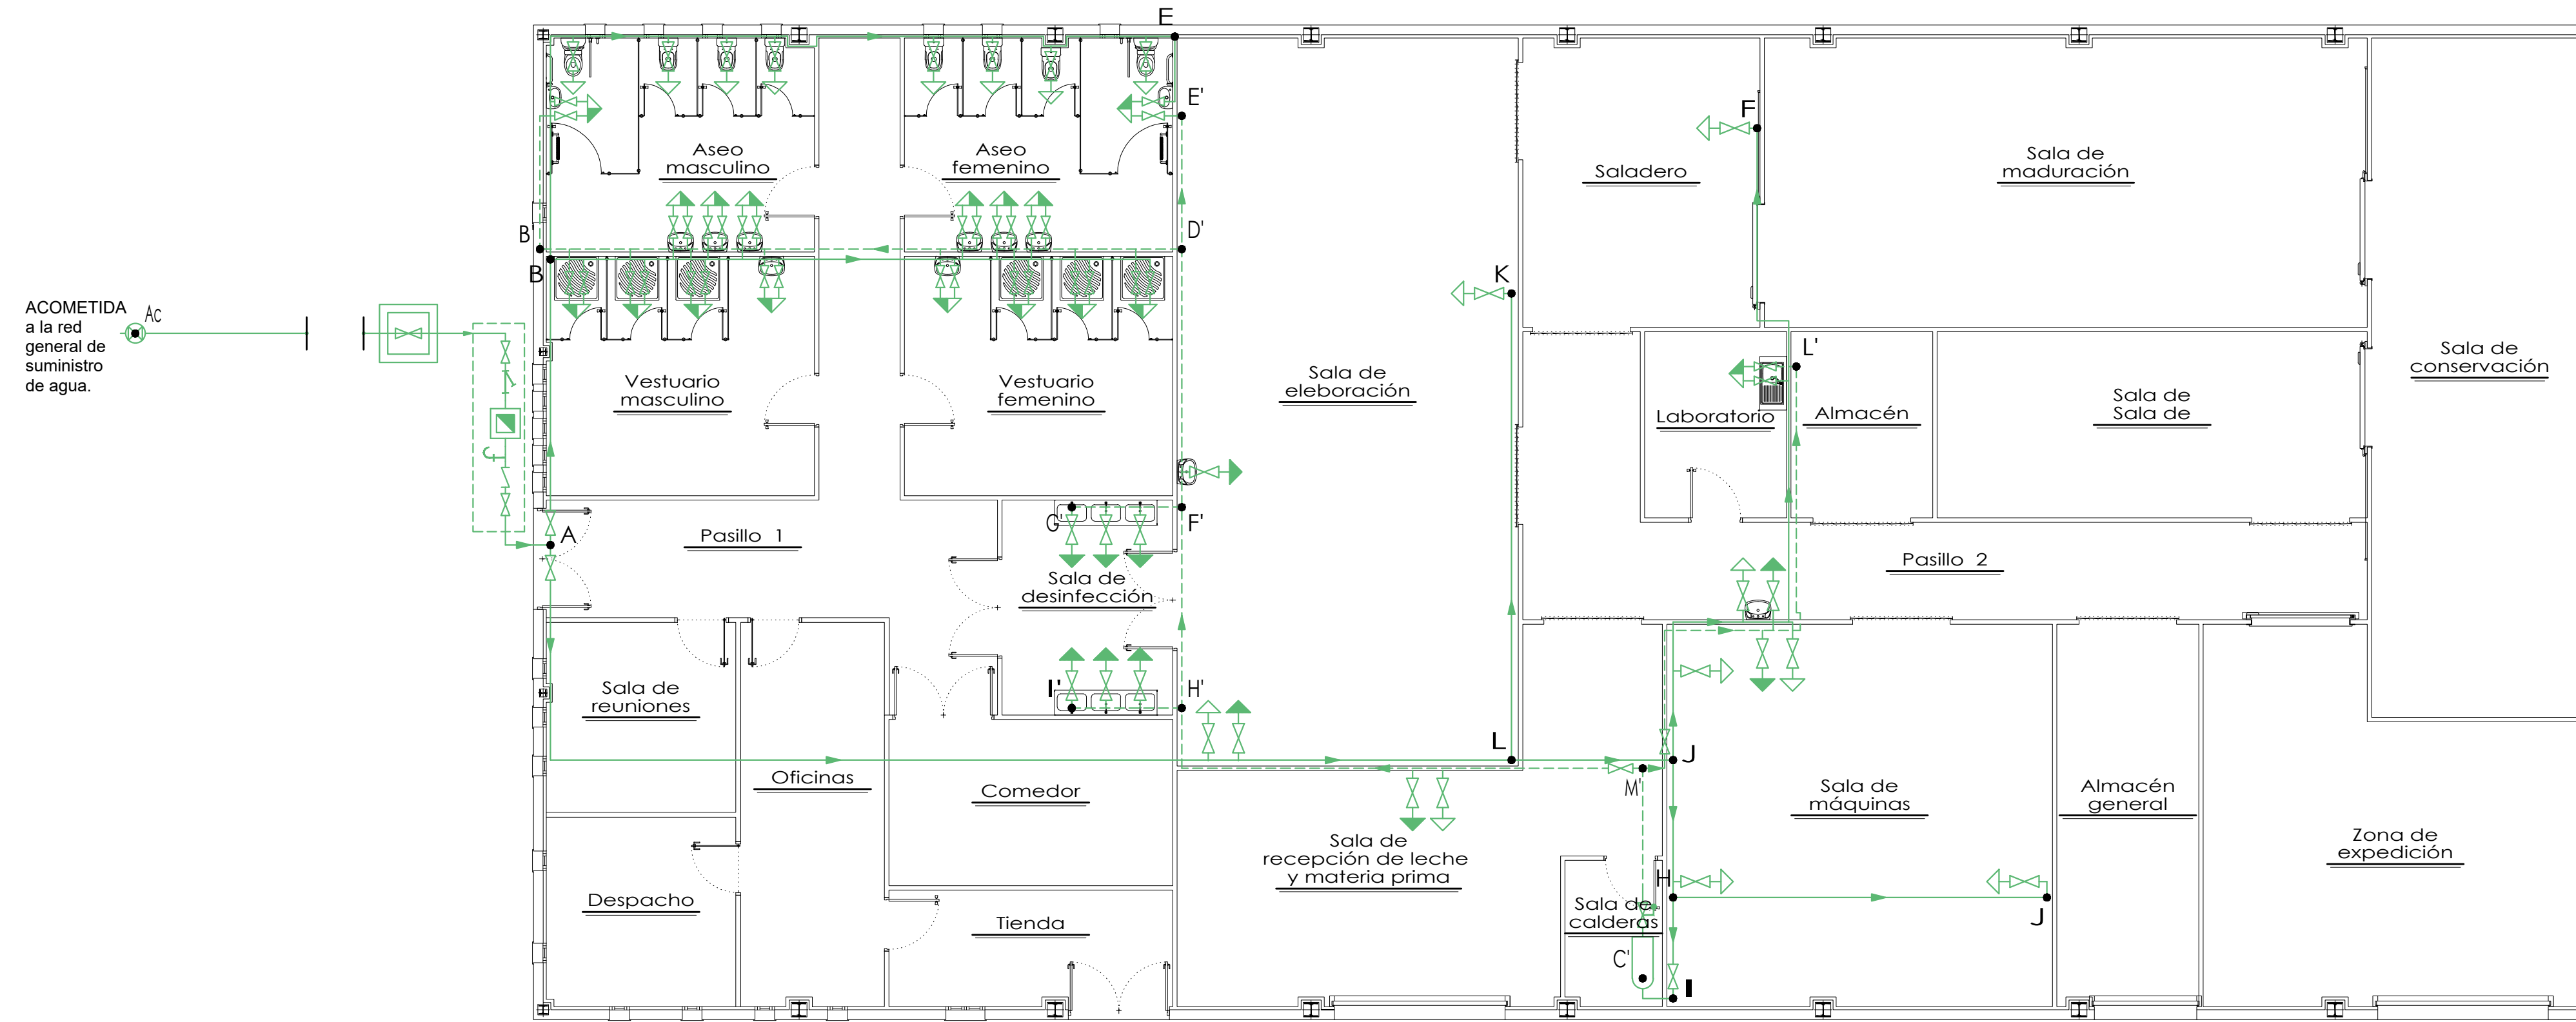 E
E'
Aseo
masculino
Aseo
femenino
F
Saladero
Sala de
maduración
B'
D'
B
K
ACOMETIDA
a la red
general de
suministro
de agua.
Ac
Vestuario
masculino
Vestuario
femenino
Sala de
eleboración
L'
Laboratorio
Almacén
Sala de
Sala de
Sala de
conservación
A
Pasillo 1
G'
F'
Sala de
desinfección
Pasillo 2
Sala de
reuniones
I'
H'
L
J
Oficinas
Comedor
M'
Sala de
máquinas
Almacén
general
Sala de
recepción de leche
y materia prima
Zona de
expedición
Despacho
Tienda
H
Sala de
calderas
J
C'
I